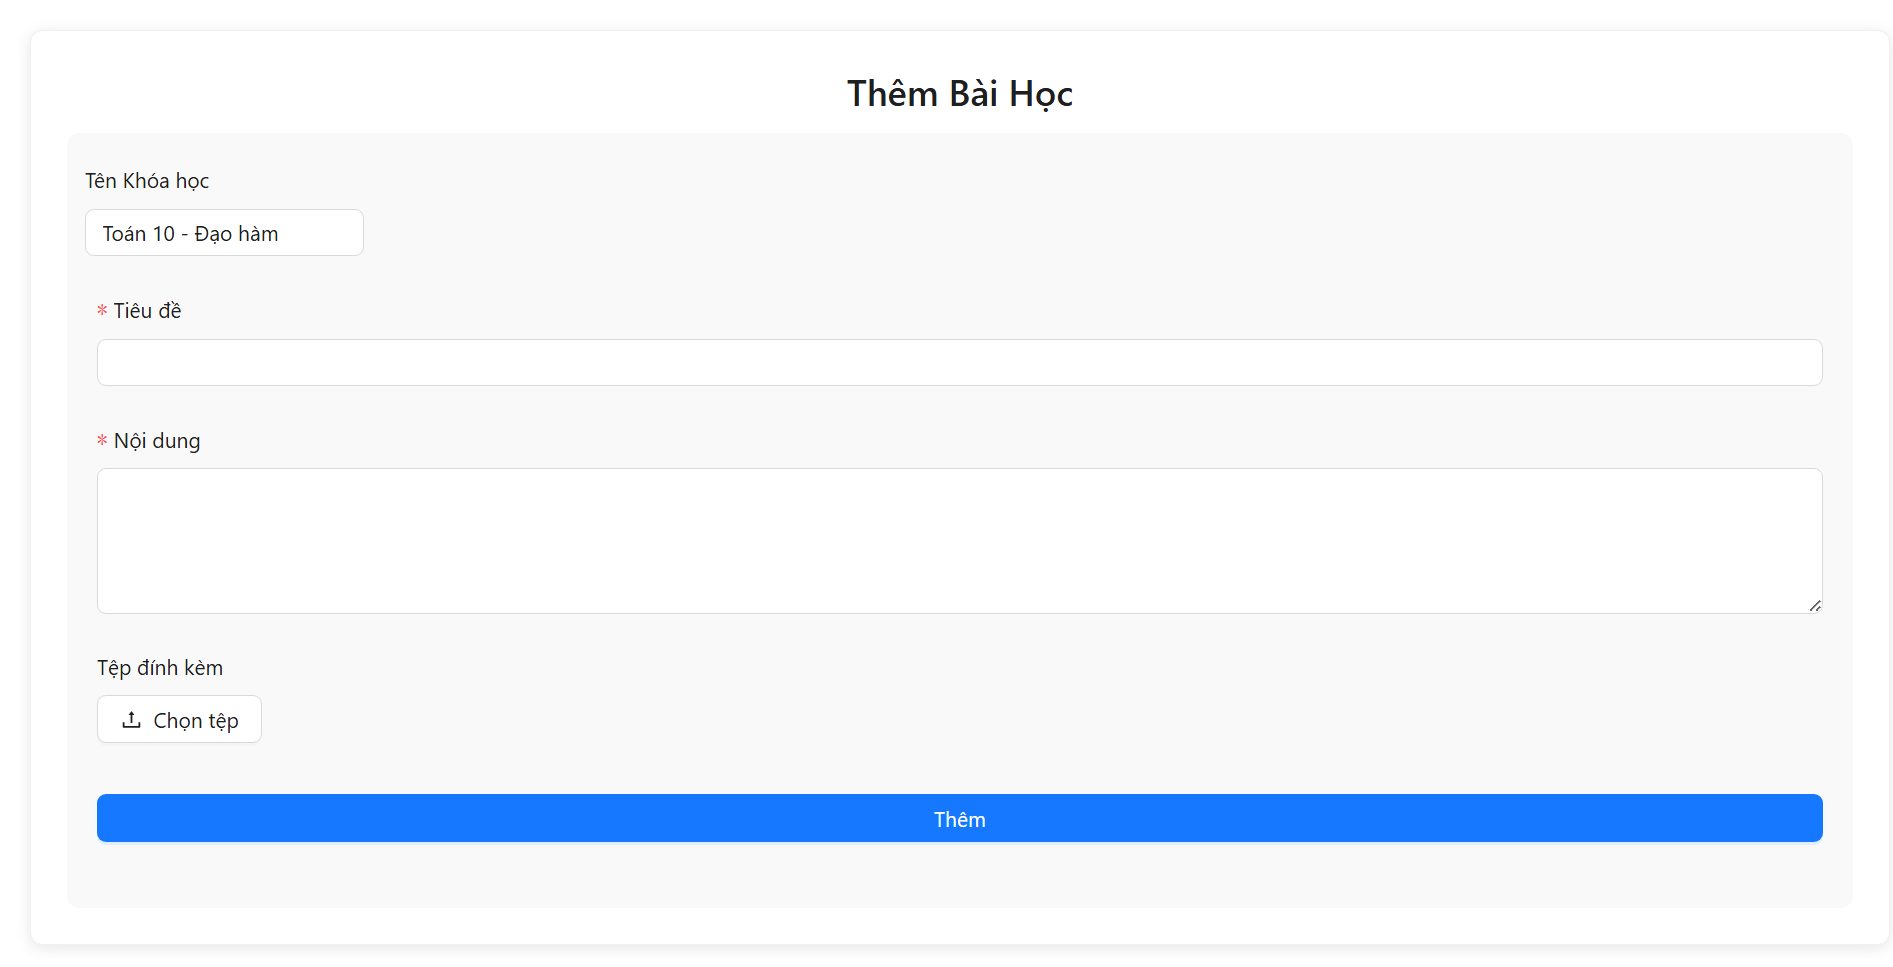 Thêm Bài Học
Tên Khóa học
Toán 10 - Đạo hàm
* Tiêu đề
* Nội dung
Tệp đính kèm
Chọn tệp
Thêm